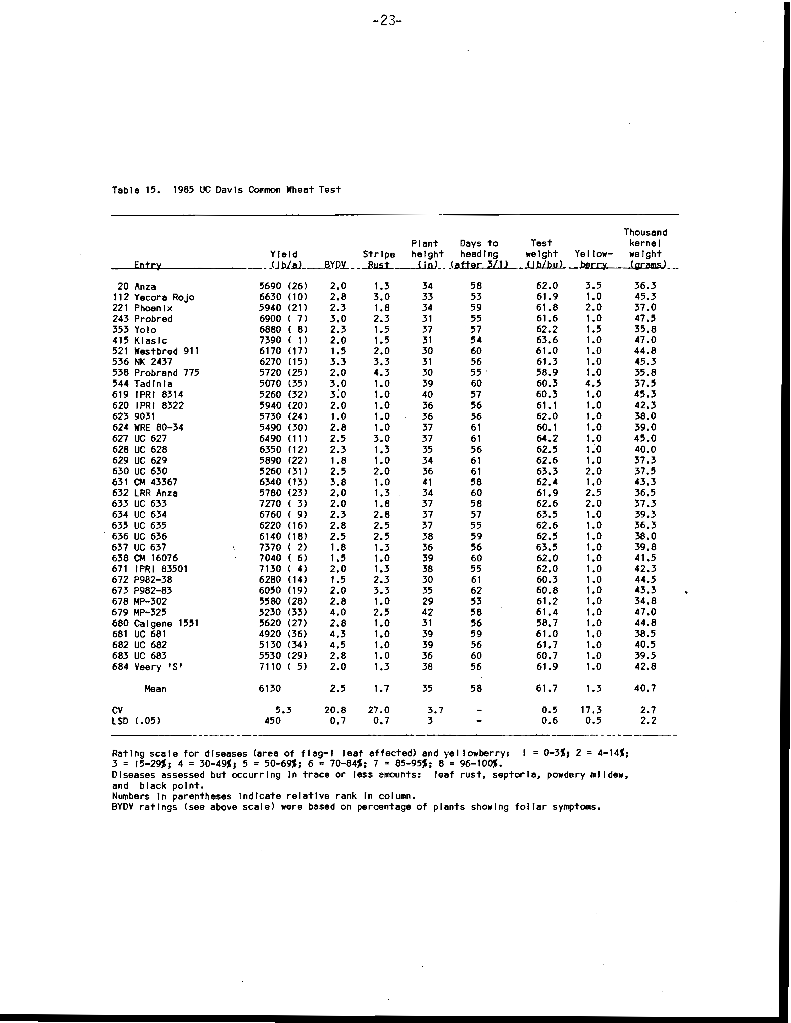 -23-
Table 15. 1985 UC Davis Common Wheat Test
Thousand
Plant Days to Test kernel
Yield Stripe height heading weight Yellow- weight
Entry (lb/a) BYDV Rust (in) (after 3/1) (lb/bu) berry (grams)
20 Anza 5690 (26) 2.0 1.3 34 58 62.0 3.5 36.3
112 Yecora Rojo 6630 (10) 2.8 3.0 33 53 61.9 1.0 45.3
221 Phoenix 5940 (21) 2.3 1.8 34 59 61.8 2.0 37.0
243 Probred 6900 ( 7) 3.0 2.3 31 55 61.6 1.0 47.5
353 Yolo 6880 ( 8) 2.3 1.5 37 57 62.2 1.5 35.8
415 Klasic 7390 ( 1) 2.0 1.5 31 54 63.6 1.0 47.0
521 Westbred 911 6170 (17) 1.5 2.0 30 60 61.0 1.0 44.8
536 NK 2437 6270 (15) 3.3 3.3 31 56 61.3 1.0 45.3
538 Probrand 775 5720 (25) 2.0 4.3 30 55 58.9 1.0 35.8
544 Tadinia 5070 (35) 3.0 1.0 39 60 60.3 4.5 37.5
619 IPRI 8314 5260 (32) 3.0 1.0 40 57 60.3 1.0 45.3
620 IPRI 8322 5940 (20) 2.0 1.0 36 56 61.1 1.0 42.3
623 9031 5730 (24) 1.0 1.0 36 56 62.0 1.0 38.0
624 WRE 80-34 5490 (30) 2.8 1.0 37 61 60.1 1.0 39.0
627 UC 627 6490 (11) 2.5 3.0 37 61 64.2 1.0 45.0
628 UC 628 6350 (12) 2.3 1.3 35 56 62.5 1.0 40.0
629 UC 629 5890 (22) 1.8 1.0 34 61 62.6 1.0 37.3
630 UC 630 5260 (31) 2.5 2.0 36 61 63.3 2.0 37.5
631 CM 43367 6340 (13) 3.8 1.0 41 58 62.4 1.0 43.3
632 LRR Anza 5780 (23) 2.0 1.3 34 60 61.9 2.5 36.5
633 UC 633 7270 ( 3) 2.0 1.8 37 58 62.6 2.0 37.3
634 UC 634 6760 ( 9) 2.3 2.8 37 57 63.5 1.0 39.3
635 UC 635 6220 (16) 2.8 2.5 37 55 62.6 1.0 36.3
636 UC 636 6140 (18) 2.5 2.5 38 59 62.5 1.0 38.0
637 UC 637 7370 ( 2) 1.8 1.3 36 56 63.5 1.0 39.8
638 CM 16076 7040 ( 6) 1.5 1.0 39 60 62.0 1.0 41.5
671 IPRI 83501 7130 ( 4) 2.0 1.3 38 55 62.0 1.0 42.3
672 P982-38 6280 (14) 1.5 2.3 30 61 60.3 1.0 44.5
673 P982-83 6050 (19) 2.0 3.3 35 62 60.8 1.0 43.3
678 MP-302 5580 (28) 2.8 1.0 29 53 61.2 1.0 34.8
679 MP-325 5230 (33) 4.0 2.5 42 58 61.4 1.0 47.0
680 Calgene 1551 5620 (27) 2.8 1.0 31 56 58.7 1.0 44.8
681 UC 681 4920 (36) 4.3 1.0 39 59 61.0 1.0 38.5
682 UC 682 5130 (34) 4.5 1.0 39 56 61.7 1.0 40.5
683 UC 683 5530 (29) 2.8 1.0 36 60 60.7 1.0 39.5
684 Veery 'S' 7110 ( 5) 2.0 1.3 38 56 61.9 1.0 42.8
Mean 6130 2.5 1.7 35 58 61.7 1.3 40.7
CV 5.3 20.8 27.0 3.7 - 0.5 17.3 2.7
LSD (.05) 450 0.7 0.7 3 - 0.6 0.5 2.2
Rating scale for diseases (area of flag-1 leaf affected) and yellowberry: 1 = 0-3%; 2 = 4-14%;
3 = 15-29%; 4 = 30-49%; 5 = 50-69%; 6 = 70-84%; 7 = 85-95%; 8 = 96-100%.
Diseases assessed but occurring in trace or less amounts: leaf rust, septoria, powdery mildew,
and black point.
Numbers in parentheses indicate relative rank in column.
BYDV ratings (see above scale) were based on percentage of plants showing foliar symptoms.